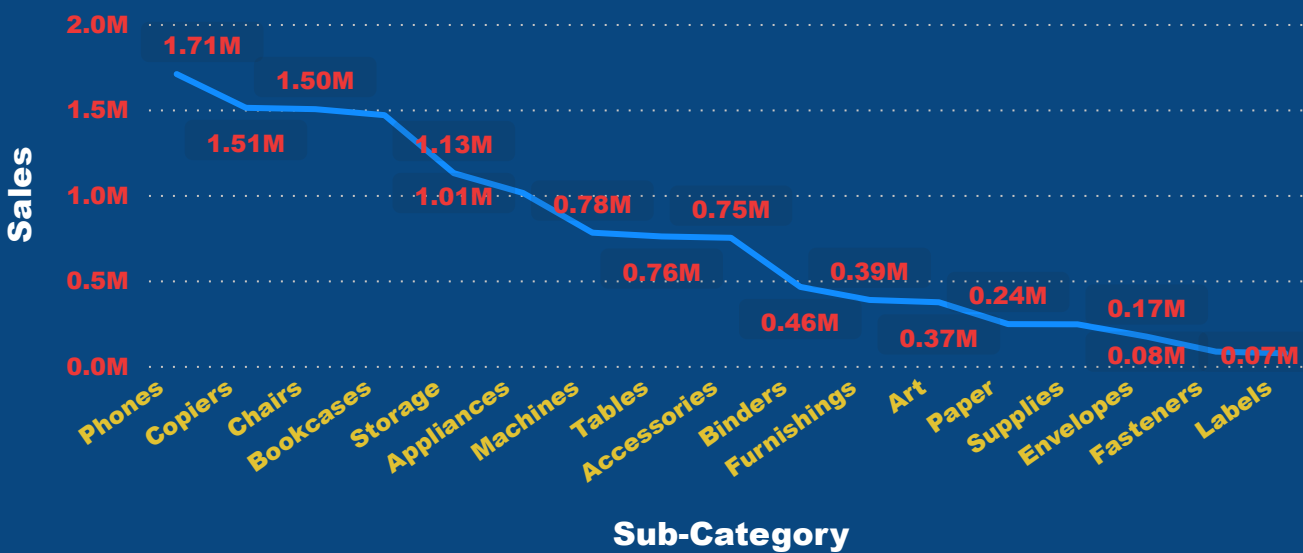 2.0M
1.5M
1.0M
0.5M
0.0M
Sales
1.71M
1.51M
1.50M
1.13M
1.01M
0.78M
0.76M
0.75M
0.46M
0.39M
0.37M
0.24M
0.17M
0.08M
0.07M
Phones
Copiers
Chairs
Bookcases
Storage
Appliances
Machines
Tables
Accessories
Binders
Furnishings
Art
Paper
Supplies
Envelopes
Fasteners
Labels
Sub-Category